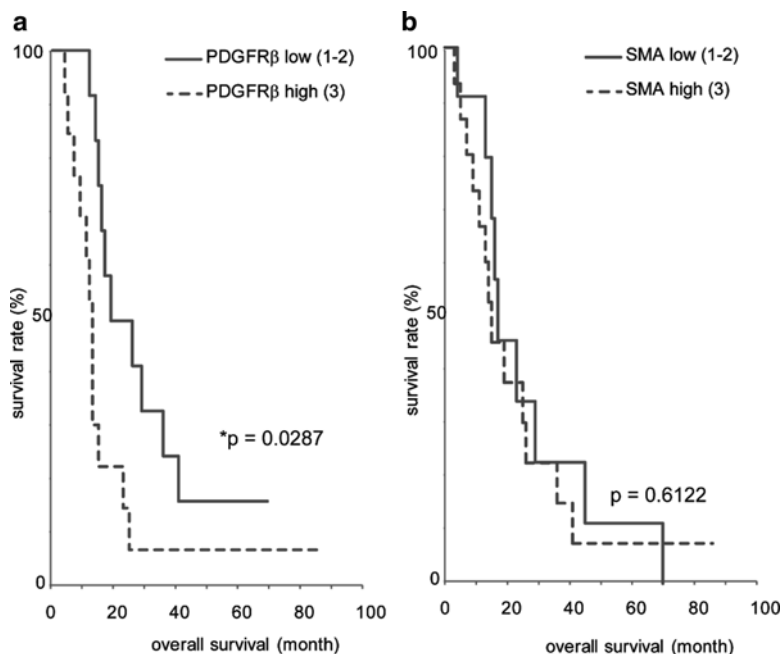 a
100
PDGFRβ low (1-2)
PDGFRβ high (3)
50
survival rate (%)
*p = 0.0287
0
0 20 40 60 80 100
overall survival (month)
b
100
SMA low (1-2)
SMA high (3)
50
survival rate (%)
p = 0.6122
0
0 20 40 60 80 100
overall survival (month)